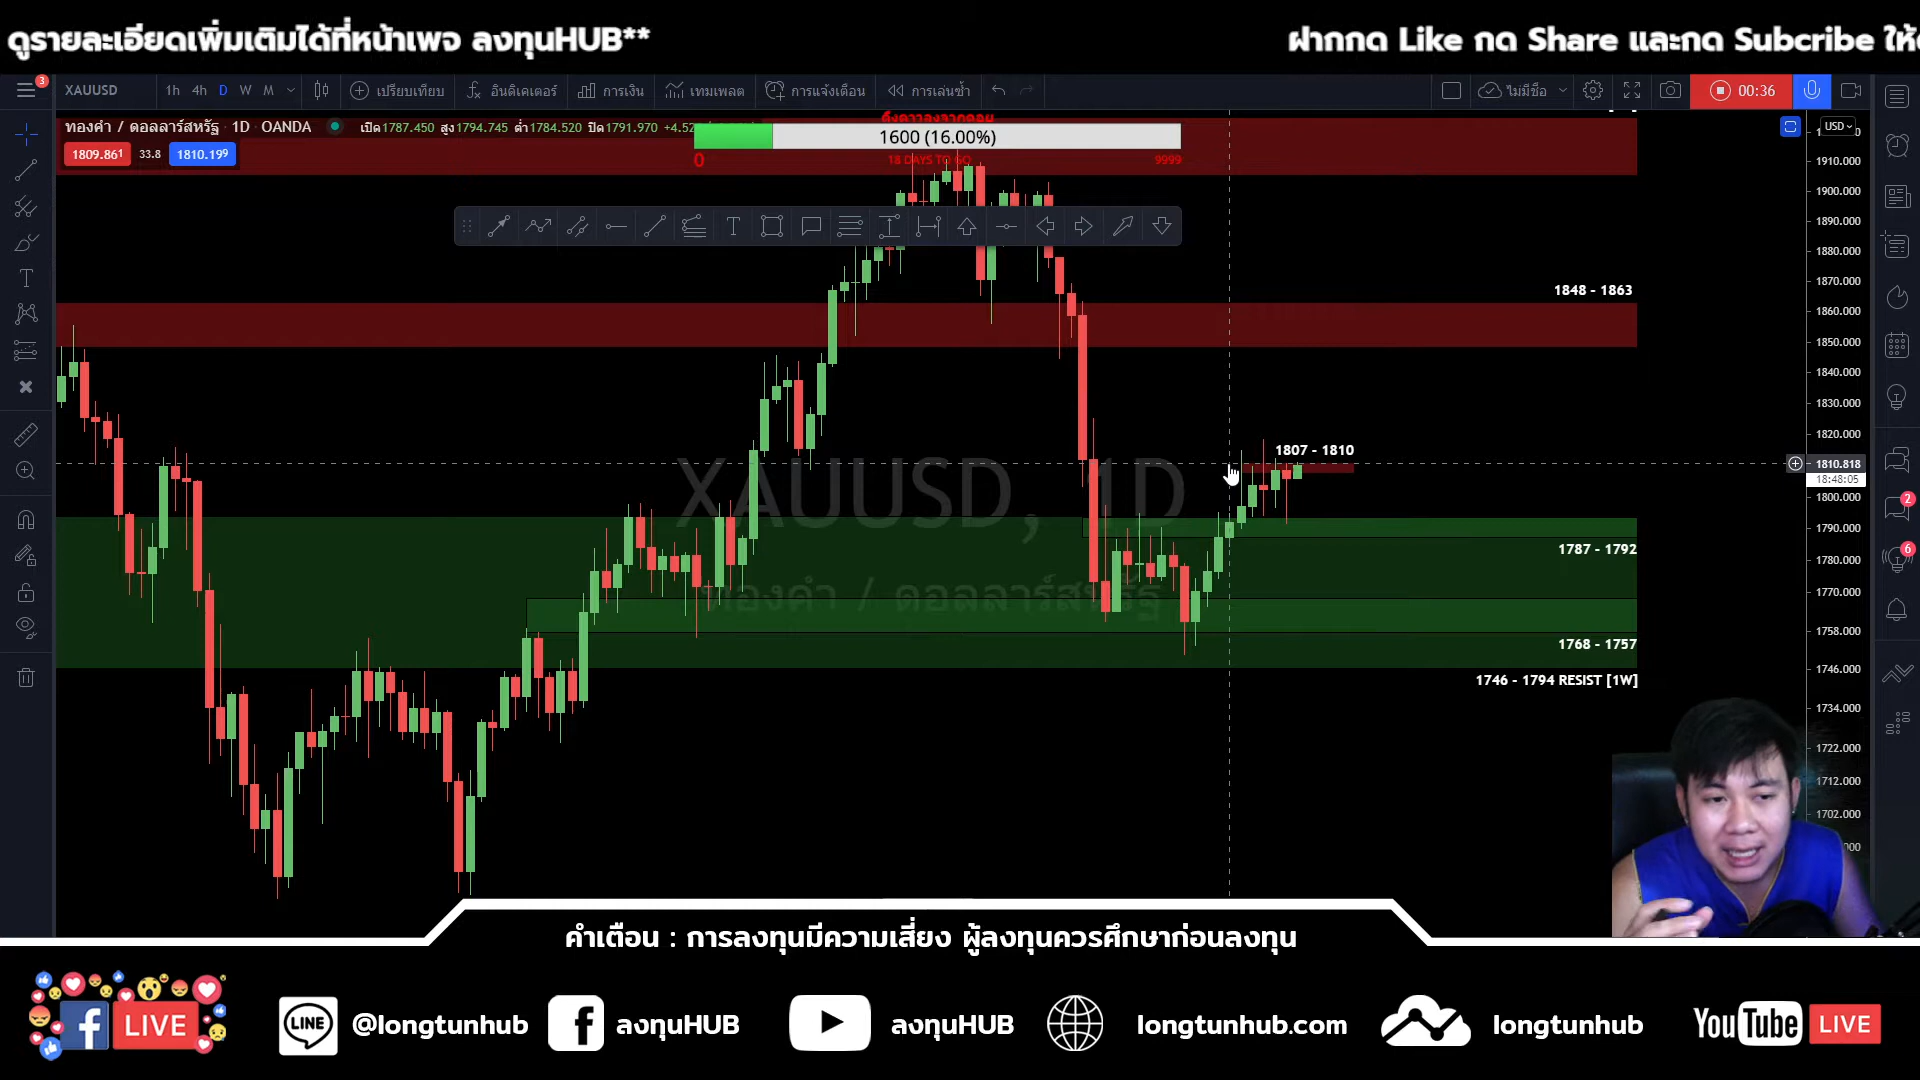 ดูรายละเอียดเพิ่มเติมได้ที่หน้าเพจ ลงทุนHUB**
ฝากกด Like กด Share และกด Subcribe
3
XAUUSD
1h 4h D W M
เปรียบเทียบ
อินดิเคเตอร์
การเงิน
เทมเพลต
การแจ้งเตือน
การเล่นซ้ำ
ไม่มีชื่อ
00:36
ทองคำ / ดอลลาร์สหรัฐ · 1D · OANDA
เปิด1787.450 สูง1794.745 ต่ำ1784.520 ปิด1791.970
1809.861 33.8 1810.199
1600 (16.00%)
0
18 DAYS TO GO
9999
USD
1910.000
1900.000
1890.000
1880.000
1870.000
1860.000
1850.000
1840.000
1830.000
1820.000
1810.818
18:48:05
1800.000
1790.000
1780.000
1770.000
1758.000
1746.000
1734.000
1722.000
1712.000
1702.000
1848 - 1863
1807 - 1810
1787 - 1792
1768 - 1757
1746 - 1794 RESIST [1W]
XAUUSD, 1D
ทองคำ / ดอลลาร์สหรัฐ
2
6
คำเตือน : การลงทุนมีความเสี่ยง ผู้ลงทุนควรศึกษาก่อนลงทุน
f LIVE
LINE
@longtunhub
ลงทุนHUB
ลงทุนHUB
longtunhub.com
longtunhub
YouTube LIVE